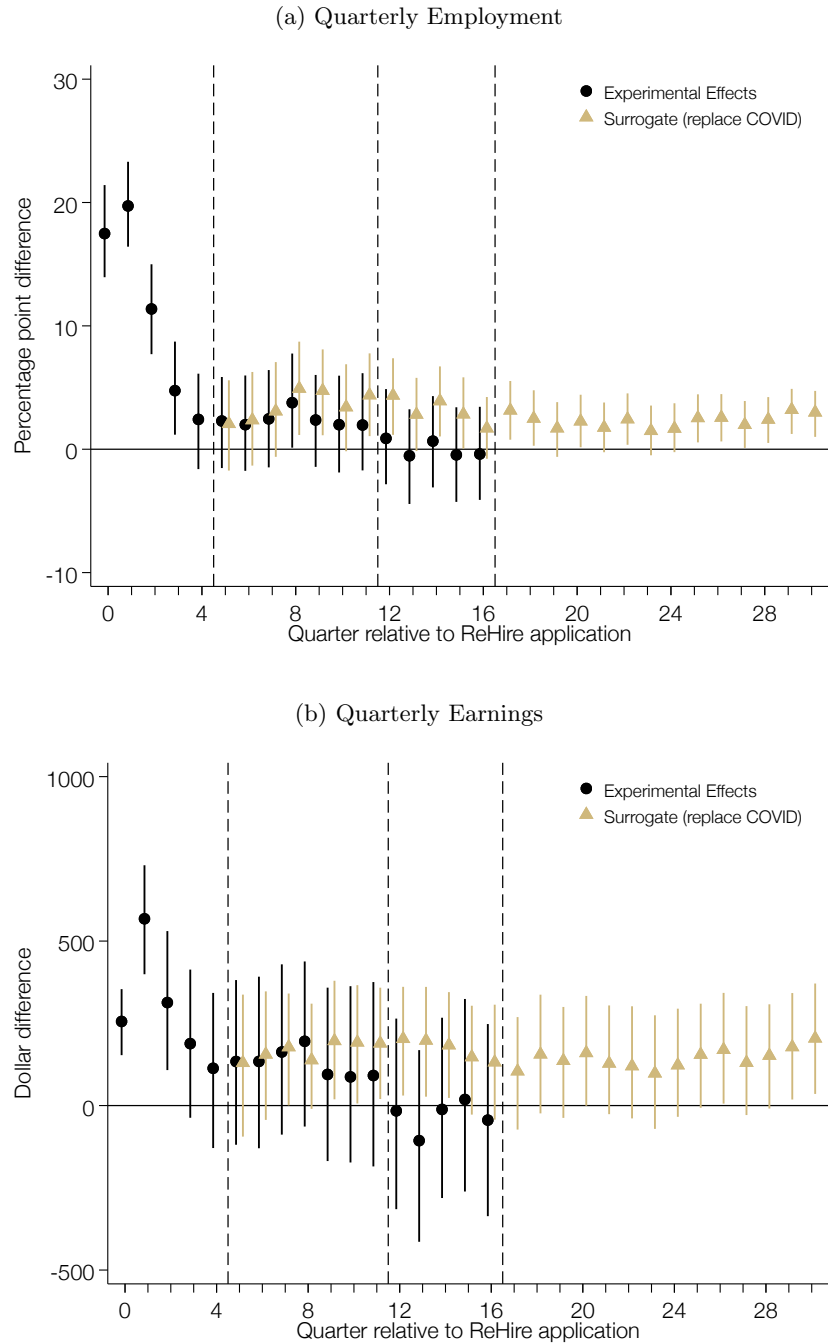 (a) Quarterly Employment
Experimental Effects
Surrogate (replace COVID)
Percentage point difference
30
20
10
0
-10
0 4 8 12 16 20 24 28
Quarter relative to ReHire application
(b) Quarterly Earnings
Experimental Effects
Surrogate (replace COVID)
Dollar difference
1000
500
0
-500
0 4 8 12 16 20 24 28
Quarter relative to ReHire application